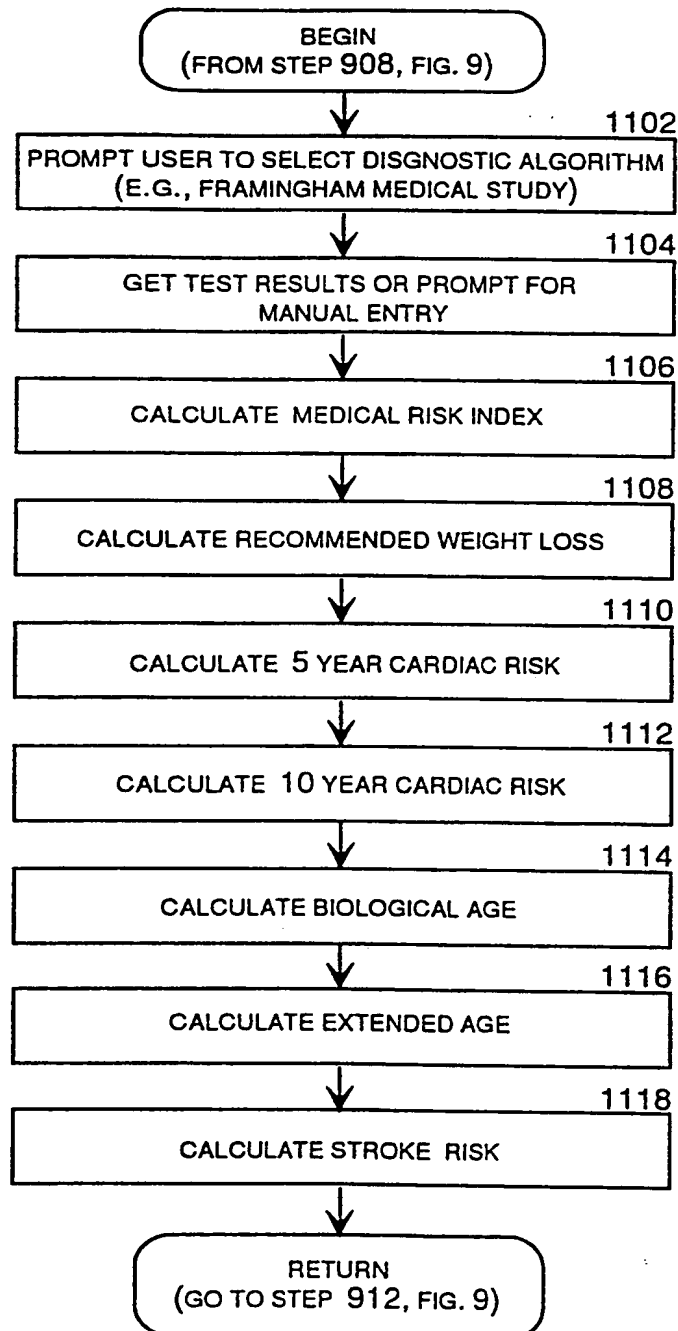 BEGIN
(FROM STEP 908, FIG. 9)
1102
PROMPT USER TO SELECT DISGNOSTIC ALGORITHM
(E.G., FRAMINGHAM MEDICAL STUDY)
1104
GET TEST RESULTS OR PROMPT FOR
MANUAL ENTRY
1106
CALCULATE MEDICAL RISK INDEX
1108
CALCULATE RECOMMENDED WEIGHT LOSS
1110
CALCULATE 5 YEAR CARDIAC RISK
1112
CALCULATE 10 YEAR CARDIAC RISK
1114
CALCULATE BIOLOGICAL AGE
1116
CALCULATE EXTENDED AGE
1118
CALCULATE STROKE RISK
RETURN
(GO TO STEP 912, FIG. 9)